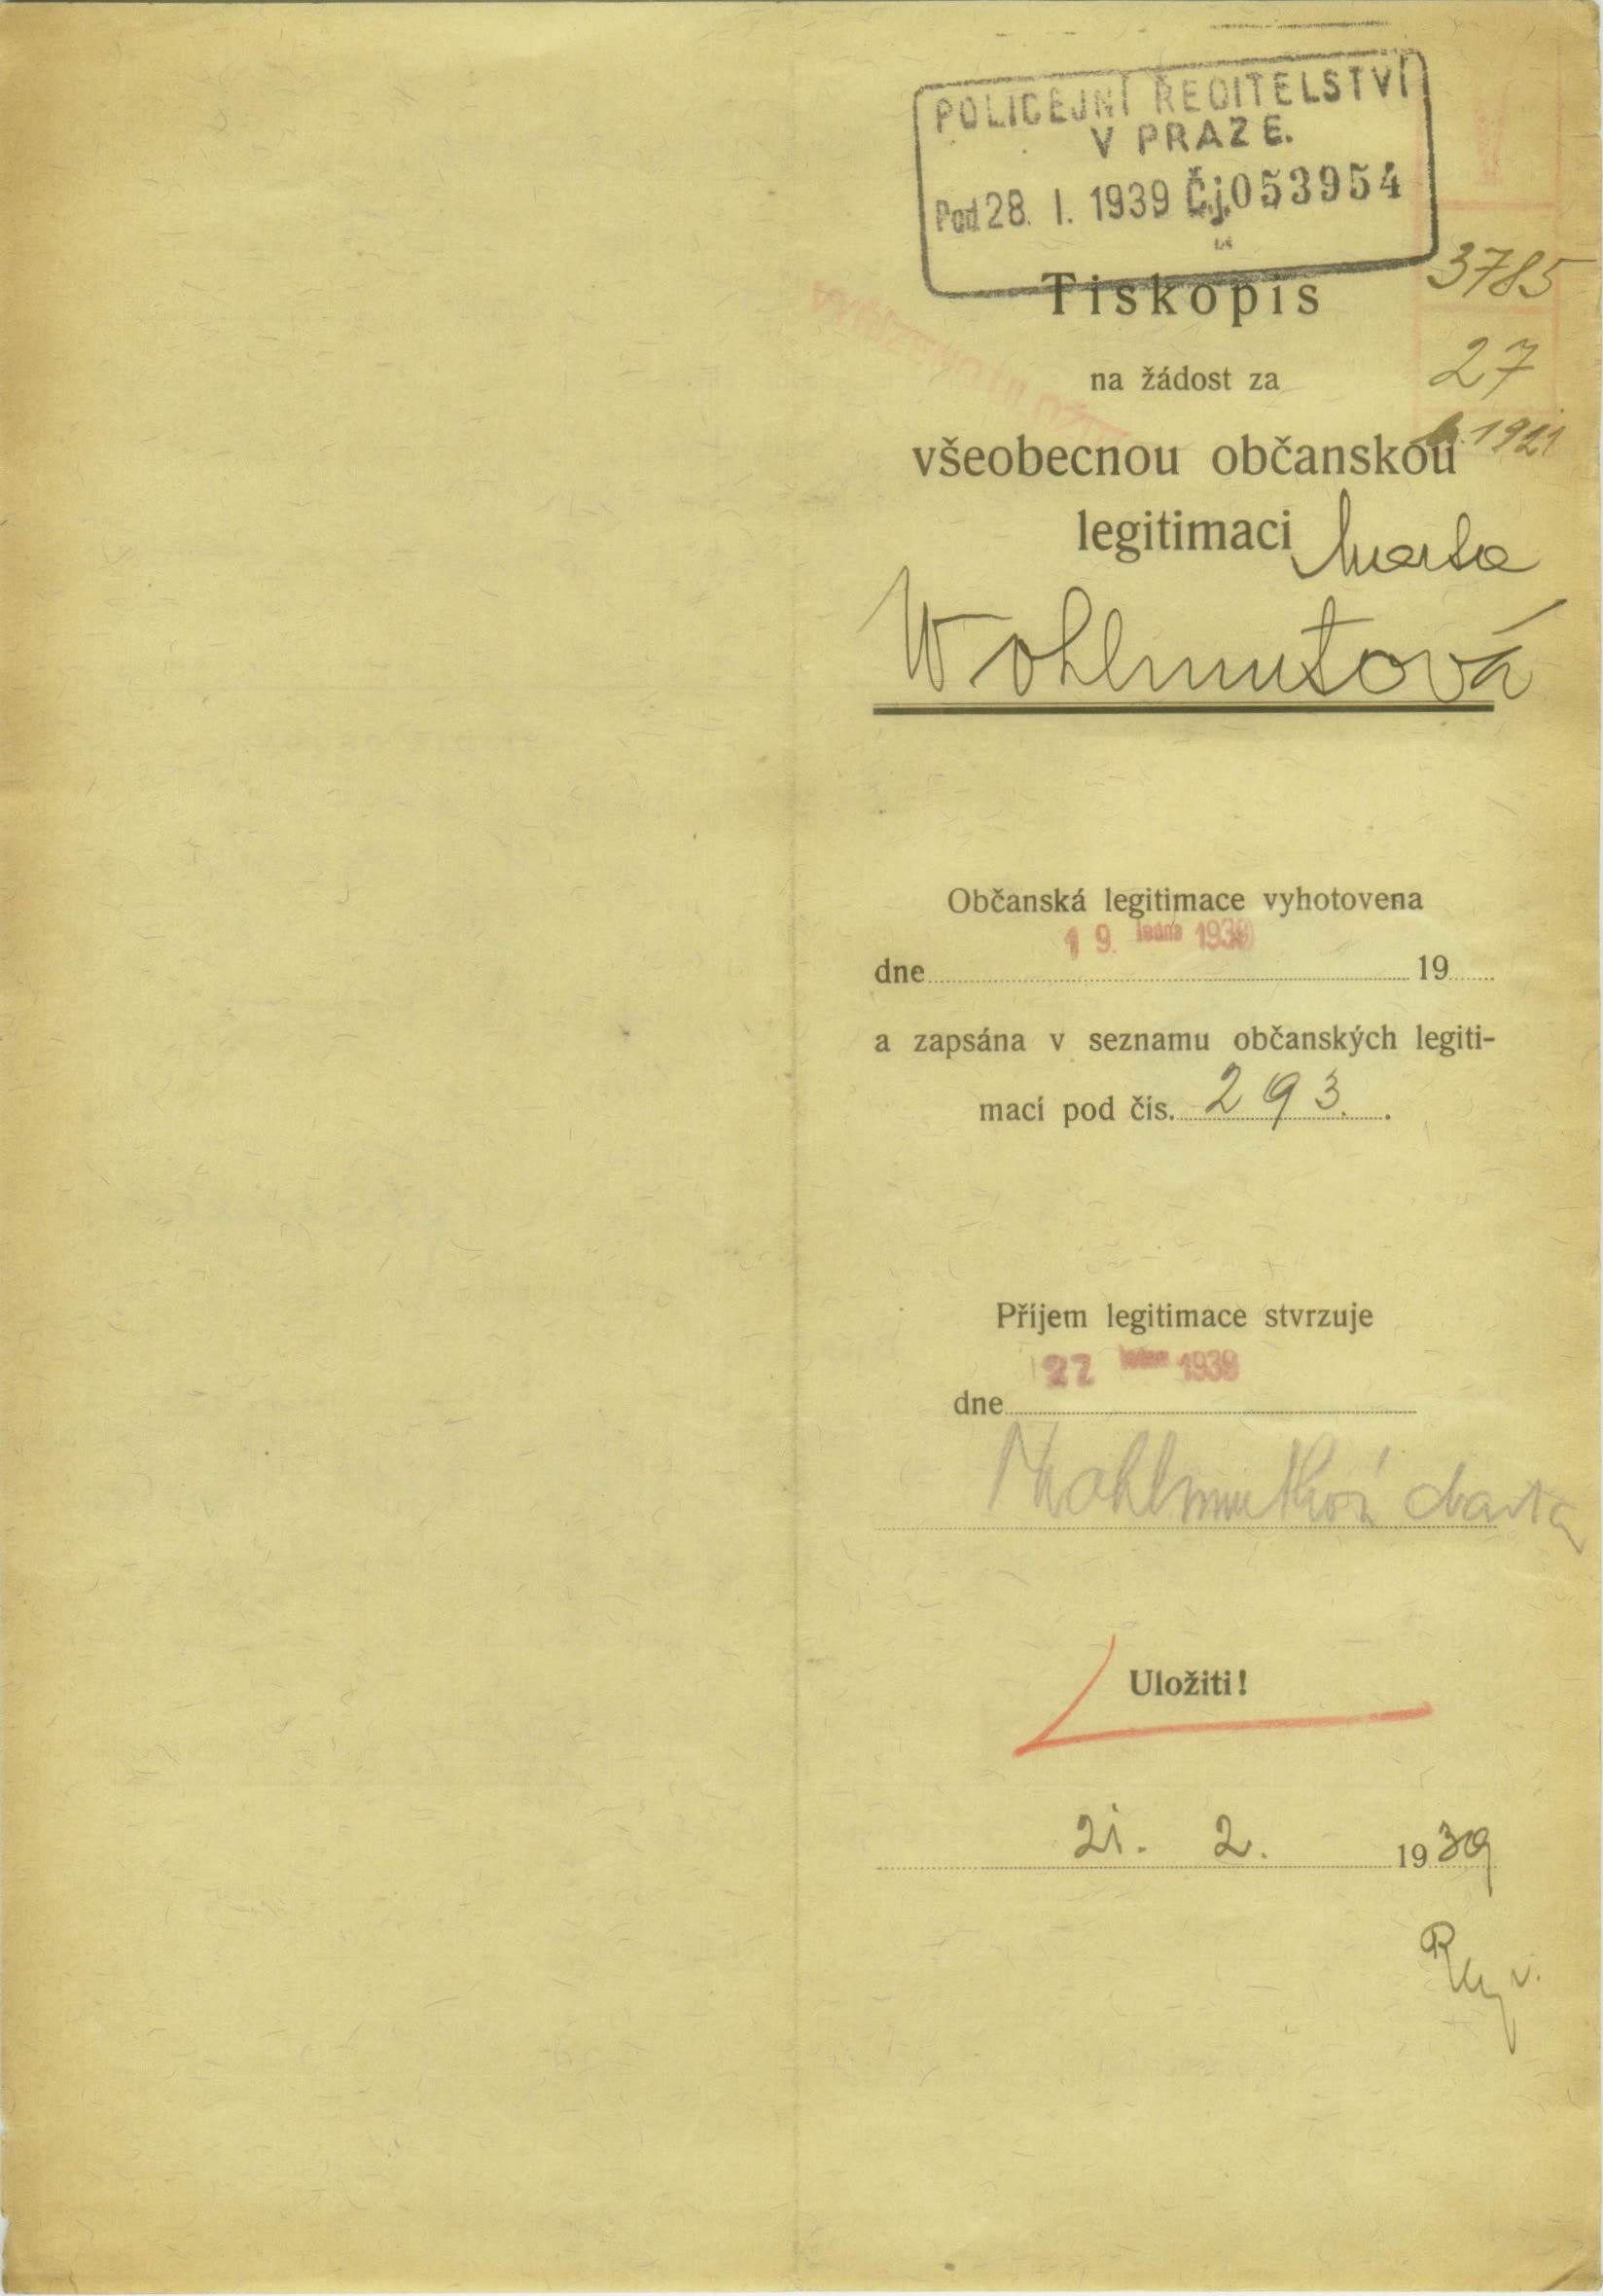 POLICEJNÍ ŘEDITELSTVÍ
V PRAZE.
Pod 28. I. 1939 Čj. 053954
3785
Tiskopis
27
na žádost za
1921
všeobecnou občanskou
legitimaci Marta
Wohlmutová
Občanská legitimace vyhotovena
19. ledna 1939
dne 19
a zapsána v seznamu občanských legiti-
mací pod čís. 293. .
Příjem legitimace stvrzuje
27 1939
dne
Wohlmuthová Marta
Uložiti!
21. 2. 1939